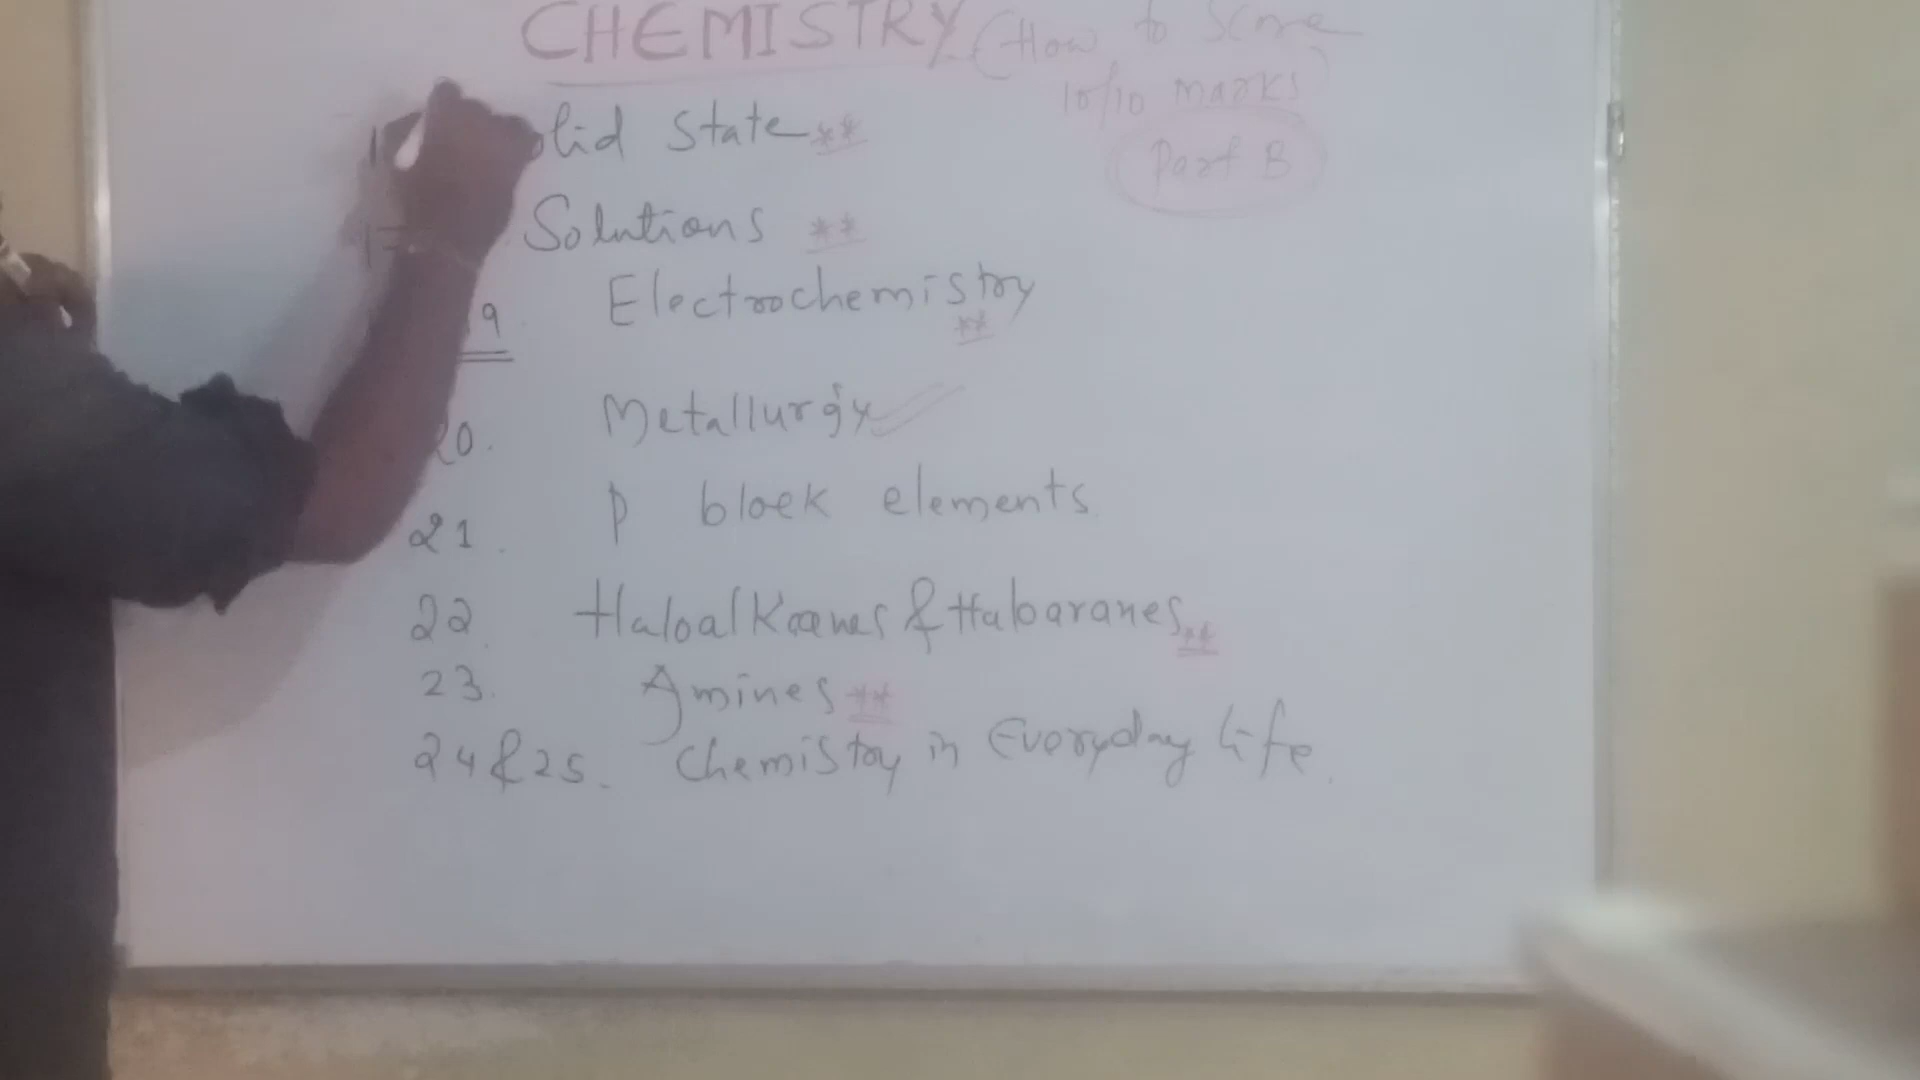 CHEMISTRY (How to Score
10/10 marks)
Part B
lid state **
Solutions **
9. Electrochemistry
**
20. Metallurgy
21. p block elements.
22. Haloalkanes & Haloaranes **
23. Amines **
24 & 25. Chemistry in Everyday life.